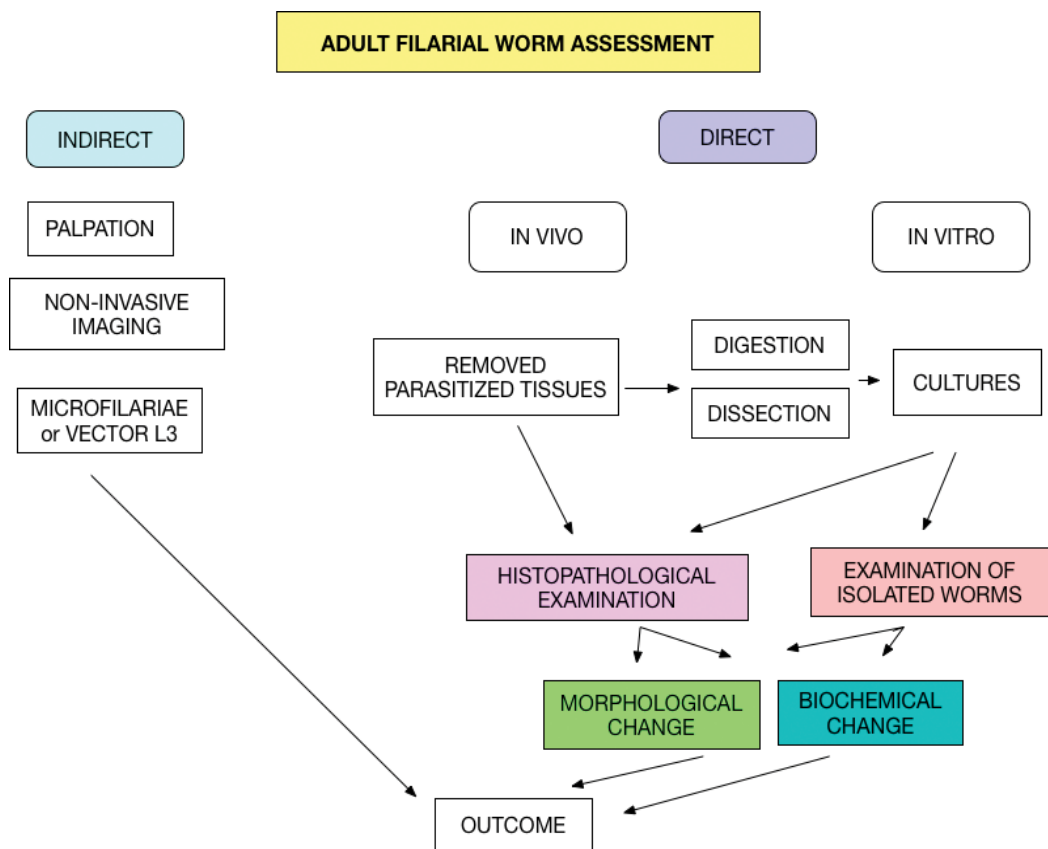 ADULT FILARIAL WORM ASSESSMENT
INDIRECT
DIRECT
PALPATION
IN VIVO
IN VITRO
NON-INVASIVE
IMAGING
REMOVED
PARASITIZED TISSUES
DIGESTION
DISSECTION
CULTURES
MICROFILARIAE
or VECTOR L3
HISTOPATHOLOGICAL
EXAMINATION
EXAMINATION OF
ISOLATED WORMS
MORPHOLOGICAL
CHANGE
BIOCHEMICAL
CHANGE
OUTCOME